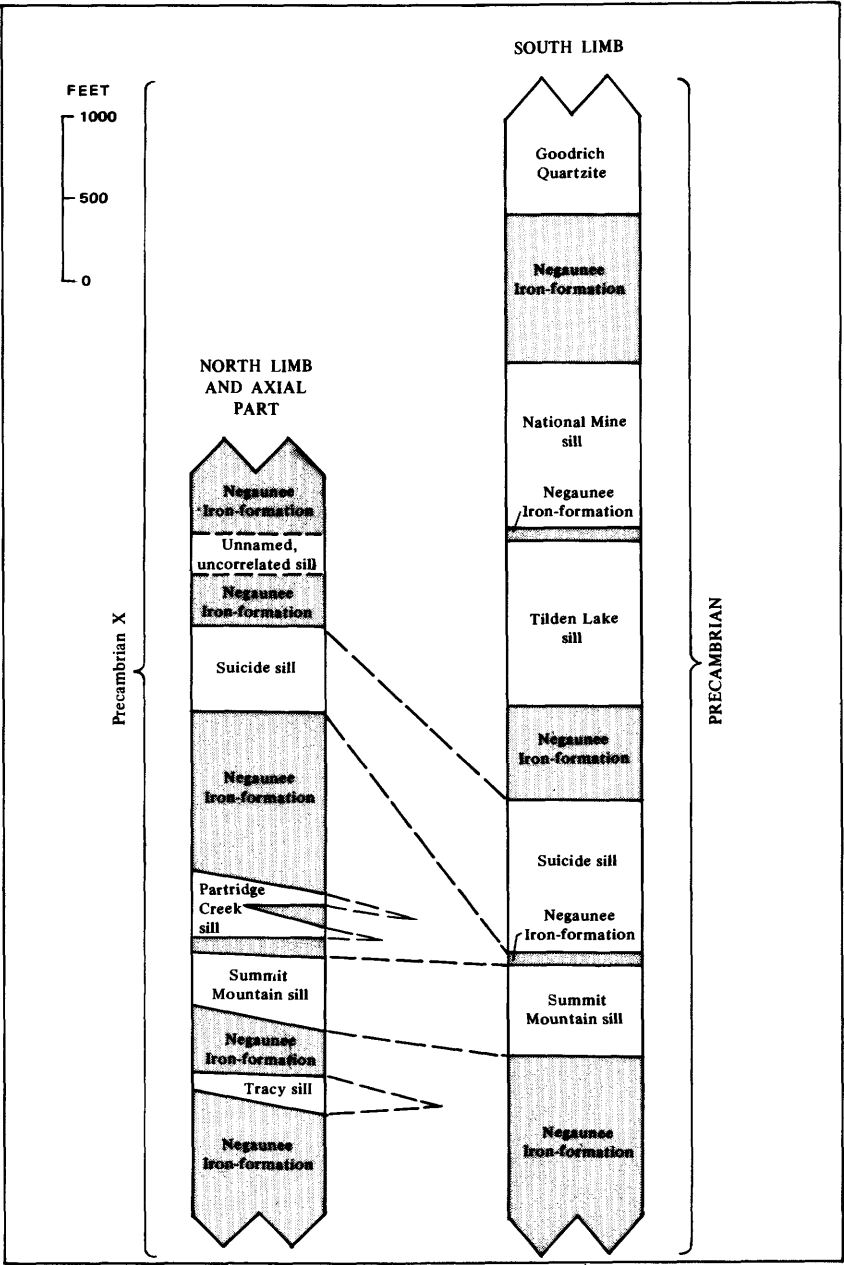 SOUTH LIMB
FEET
1000
500
0
Goodrich
Quartzite
Negaunee
Iron-formation
National Mine
sill
Negaunee
Iron-formation
Tilden Lake
sill
Negaunee
Iron-formation
Suicide sill
Negaunee
Iron-formation
Summit
Mountain sill
Negaunee
Iron-formation
PRECAMBRIAN
NORTH LIMB
AND AXIAL
PART
Negaunee
Iron-formation
Unnamed,
uncorrelated sill
Negaunee
Iron-formation
Suicide sill
Negaunee
Iron-formation
Partridge
Creek
sill
Summit
Mountain sill
Negaunee
Iron-formation
Tracy sill
Negaunee
Iron-formation
Precambrian X